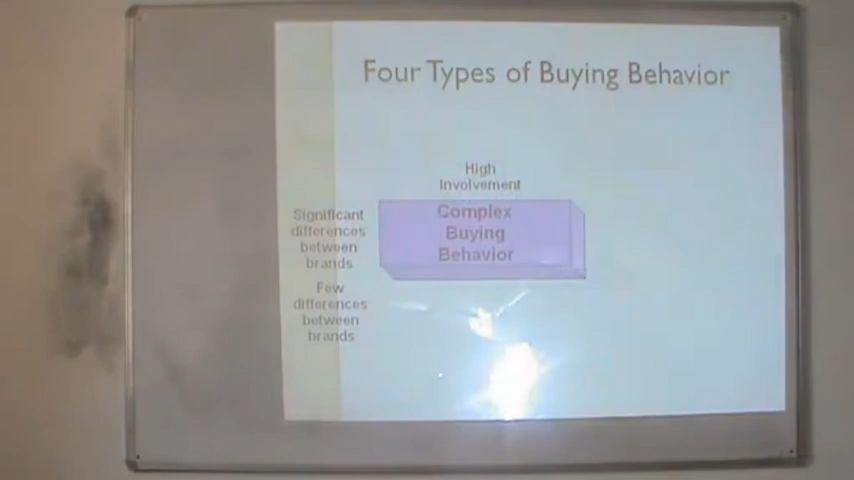 Four Types of Buying Behavior
High
Involvement
Significant
differences
between
brands
Complex
Buying
Behavior
Few
differences
between
brands